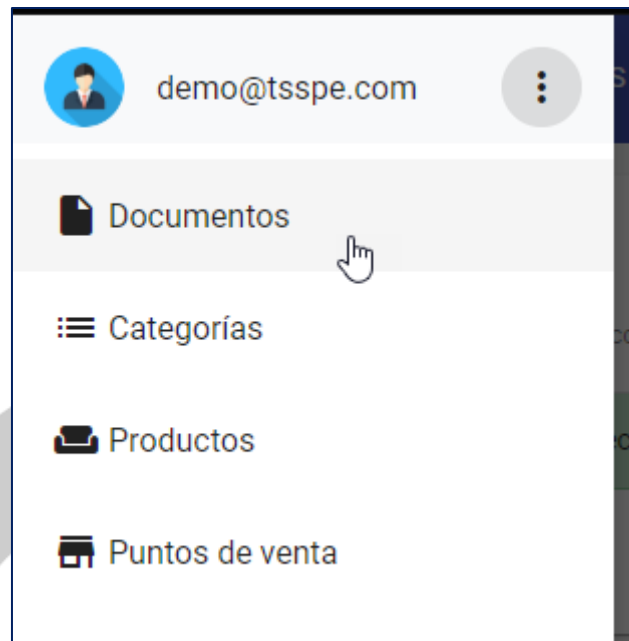 demo@tsspe.com
Documentos
Categorías
Productos
Puntos de venta